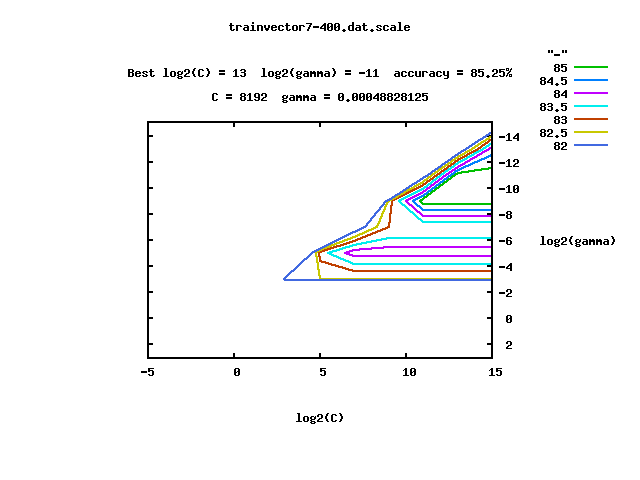 trainvector7-400.dat.scale
"-"
Best log2(C) = 13  log2(gamma) = -11  accuracy = 85.25%
C = 8192  gamma = 0.00048828125
85
84.5
84
83.5
83
82.5
82
-14
-12
-10
-8
-6
-4
-2
0
2
log2(gamma)
-5 0 5 10 15
log2(C)